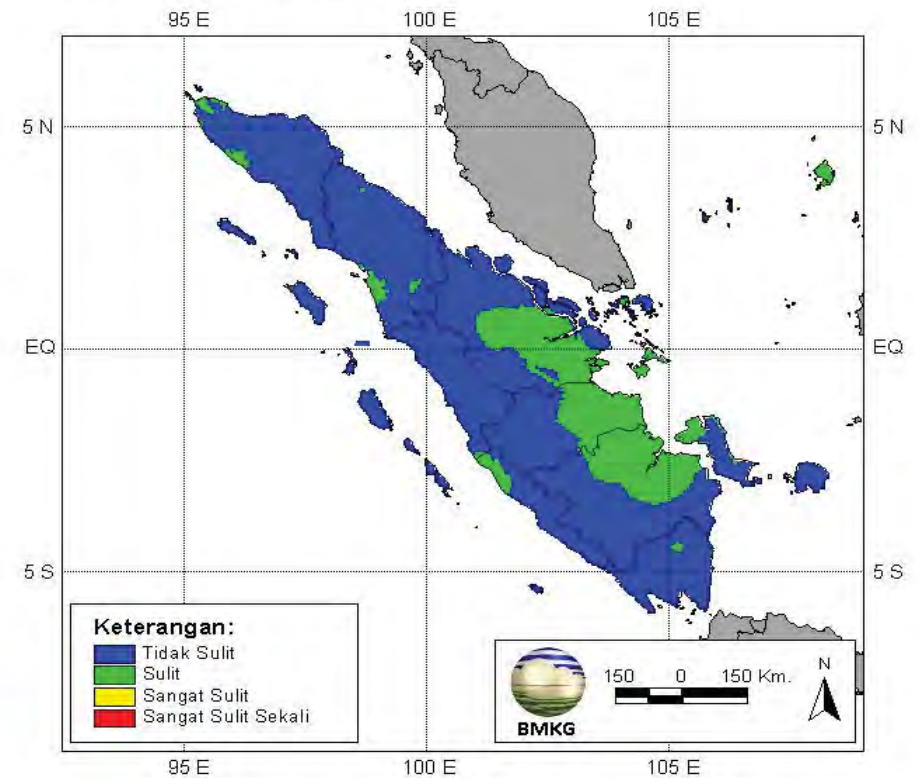 95 E 100 E 105 E
5 N 5 N
EQ EQ
5 S 5 S
Keterangan:
Tidak Sulit
Sulit
Sangat Sulit
Sangat Sulit Sekali
150 0 150 Km.
N
BMKG
95 E 100 E 105 E